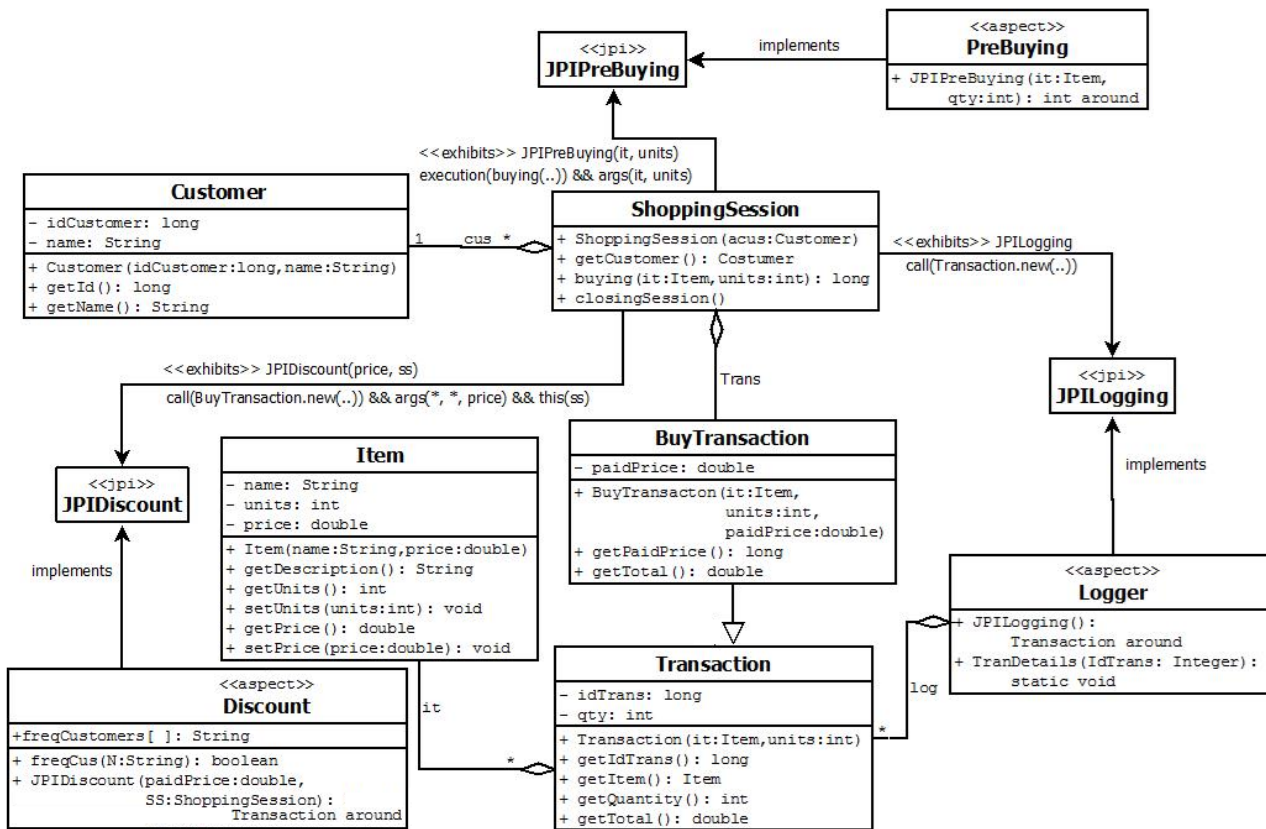 <<jpi>>
JPIPreBuying
implements
<<aspect>>
PreBuying
+ JPIPreBuying(it:Item,
qty:int): int around
<<exhibits>> JPIPreBuying(it, units)
execution(buying(..)) && args(it, units)
Customer
- idCustomer: long
- name: String
+ Customer(idCustomer:long,name:String)
+ getId(): long
+ getName(): String
1
cus *
ShoppingSession
+ ShoppingSession(acus:Customer)
+ getCustomer(): Costumer
+ buying(it:Item,units:int): long
+ closingSession()
<<exhibits>> JPILogging
call(Transaction.new(..))
<<exhibits>> JPIDiscount(price, ss)
call(BuyTransaction.new(..)) && args(*, *, price) && this(ss)
Trans
<<jpi>>
JPILogging
<<jpi>>
JPIDiscount
Item
- name: String
- units: int
- price: double
+ Item(name:String,price:double)
+ getDescription(): String
+ getUnits(): int
+ setUnits(units:int): void
+ getPrice(): double
+ setPrice(price:double): void
BuyTransaction
- paidPrice: double
+ BuyTransacton(it:Item,
units:int,
paidPrice:double)
+ getPaidPrice(): long
+ getTotal(): double
implements
implements
<<aspect>>
Logger
+ JPILogging():
Transaction around
+ TranDetails(IdTrans: Integer):
static void
<<aspect>>
Discount
+freqCustomers[ ]: String
+ freqCus(N:String): boolean
+ JPIDiscount(paidPrice:double,
SS:ShoppingSession):
Transaction around
it
*
Transaction
- idTrans: long
- qty: int
+ Transaction(it:Item,units:int)
+ getIdTrans(): long
+ getItem(): Item
+ getQuantity(): int
+ getTotal(): double
log
*